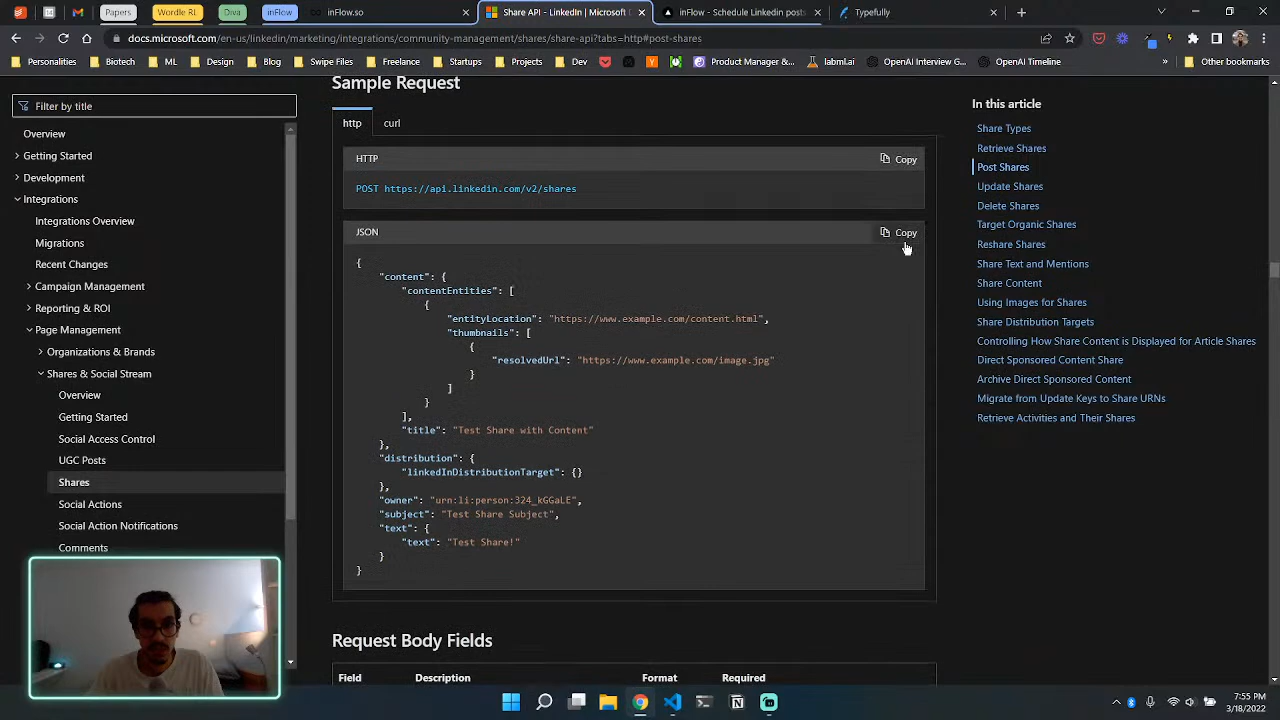 inFlow.so
Share API - LinkedIn | Microsoft
inFlow - Schedule Linkedin post
Typefully
docs.microsoft.com/en-us/linkedin/marketing/integrations/community-management/shares/share-api?tabs=http#post-shares
Papers
Wordle RL
Diva
inFlow
Personalities
Biotech
ML
Design
Blog
Swipe Files
Freelance
Startups
Projects
Dev
Product Manager &...
OpenAI Interview G...
OpenAI Timeline
»
Other bookmarks
Filter by title
Overview
Getting Started
Development
Integrations
Integrations Overview
Migrations
Recent Changes
Campaign Management
Reporting & ROI
Page Management
Organizations & Brands
Shares & Social Stream
Overview
Getting Started
Social Access Control
UGC Posts
Shares
Social Actions
Social Action Notifications
Comments
Sample Request
http curl
HTTP Copy
POST https://api.linkedin.com/v2/shares
JSON Copy
{
"content": {
"contentEntities": [
{
"entityLocation": "https://www.example.com/content.html",
"thumbnails": [
{
"resolvedUrl": "https://www.example.com/image.jpg"
}
]
}
],
"title": "Test Share with Content"
},
"distribution": {
"linkedInDistributionTarget": {}
},
"owner": "urn:li:person:324_kGGaLE",
"subject": "Test Share Subject",
"text": {
"text": "Test Share!"
}
}
Request Body Fields
Field Description Format Required
In this article
Share Types
Retrieve Shares
Post Shares
Update Shares
Delete Shares
Target Organic Shares
Reshare Shares
Share Text and Mentions
Share Content
Using Images for Shares
Share Distribution Targets
Controlling How Share Content is Displayed for Article Shares
Direct Sponsored Content Share
Archive Direct Sponsored Content
Migrate from Update Keys to Share URNs
Retrieve Activities and Their Shares
7:55 PM
3/18/2022